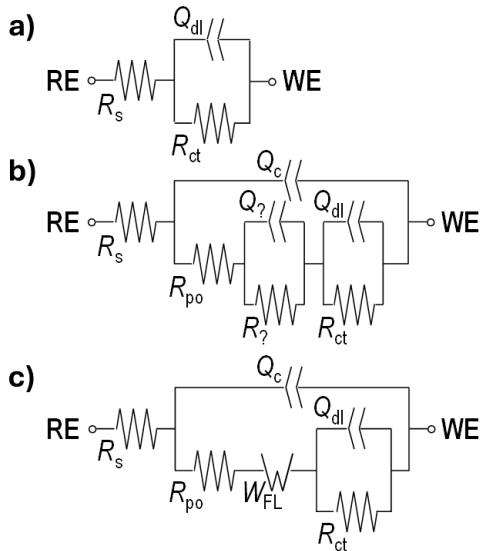 a)
Qdl
RE
WE
Rs
Rct
b)
Qc
Q? Qdl
RE
WE
Rs
Rpo
R? Rct
c)
Qc
Qdl
RE
WE
Rs
Rpo WFL
Rct